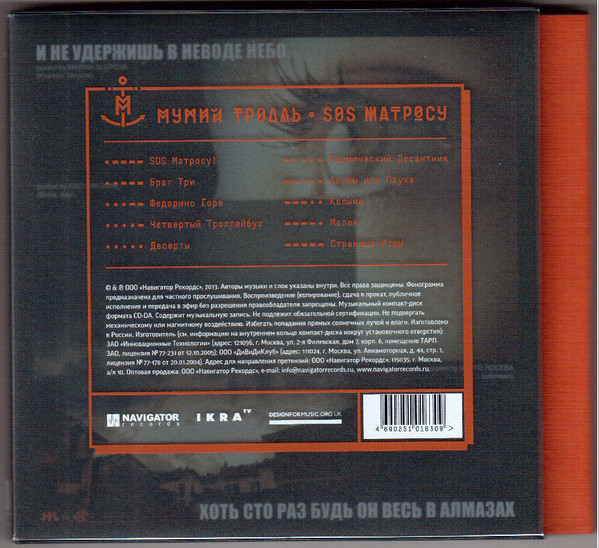 И НЕ УДЕРЖИШЬ В НЕВОДЕ НЕБО
МУМИЙ ТРОЛЛЬ • SOS МАТРОСУ
SOS Матросу!
Брат Три
Федорино Горе
Четвертый Троллейбус
Десерты
Космический Десантник
Акулы или Паука
Колыма
Малек
Страница Игры
© & ℗ ООО «Навигатор Рекордс», 2013. Авторы музыки и слов указаны внутри. Все права защищены. Фонограмма
предназначена для частного прослушивания. Воспроизведение (копирование), сдача в прокат, публичное
исполнение и передача в эфир без разрешения правообладателя запрещены. Музыкальный компакт-диск
формата CD-DA. Содержит музыкальную запись. Не подлежит обязательной сертификации. Не подвергать
механическому или магнитному воздействию. Избегать попадания прямых солнечных лучей и влаги. Изготовлено
в России. Изготовитель (см. информацию на внутреннем кольце компакт-диска вокруг установочного отверстия):
ЗАО «Инновационные Технологии» (адрес: 121096, г. Москва, ул. 2-я Филевская, дом 7, корп. 6, помещение ТАРП
ЗАО, лицензия № 77-231 от 12.10.2005); ООО «ДиВиДиКлуб» (адрес: 111024, г. Москва, ул. Авиамоторная, д. 44, стр. 1,
лицензия № 77-178 от 20.01.2004). Адрес для направления претензий: ООО «Навигатор Рекордс», 115035, г. Москва,
а/я 10. Оптовая продажа: ООО «Навигатор Рекордс», e-mail: info@navigatorrecords.ru, www.navigatorrecords.ru.
NAVIGATOR
records
IKRA TV
DESIGNFORMUSIC.ORG.UK
4 690251 016309 >
ХОТЬ СТО РАЗ БУДЬ ОН ВЕСЬ В АЛМАЗАХ